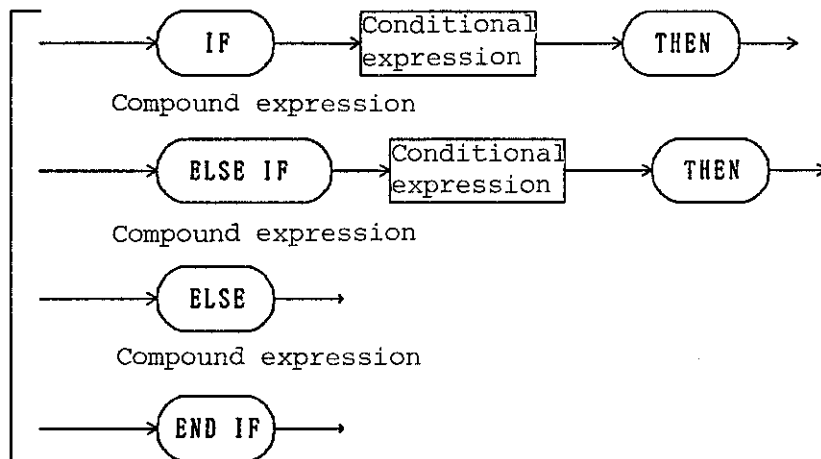 IF Conditional expression THEN
Compound expression
ELSE IF Conditional expression THEN
Compound expression
ELSE
Compound expression
END IF